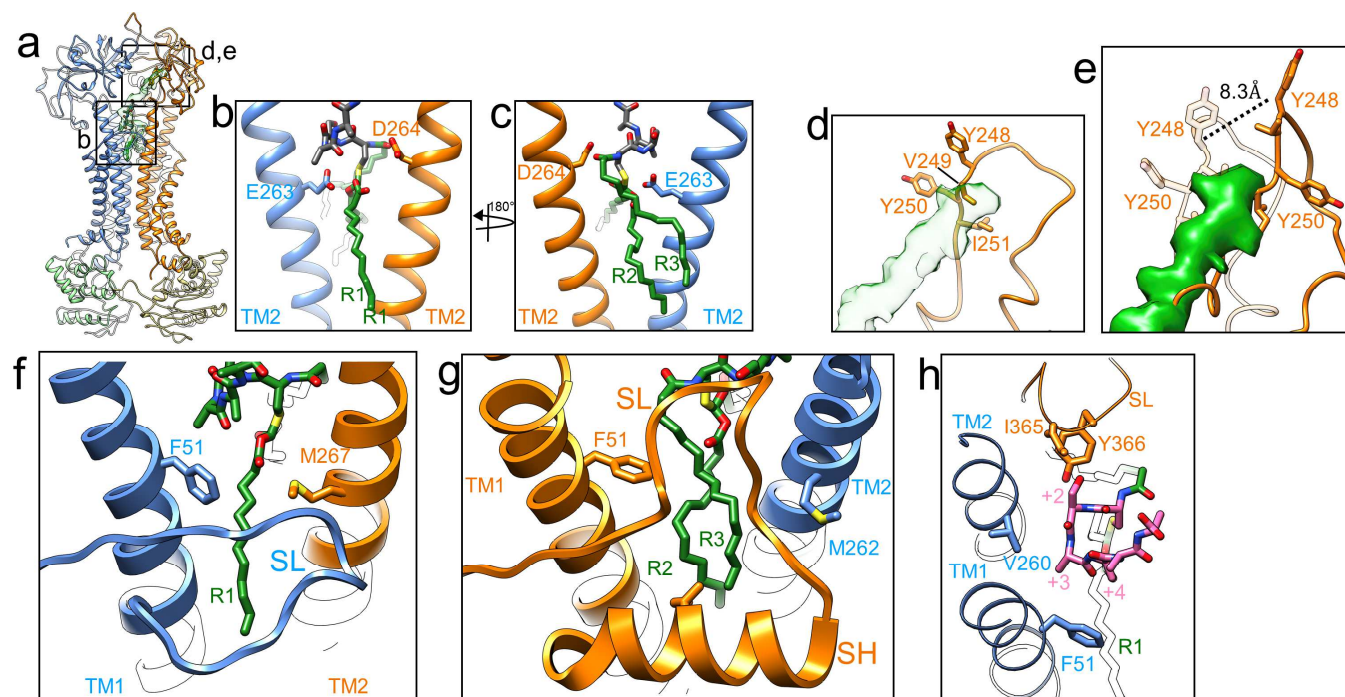 a
d,e
b
b
D264
E263
R1
R1
TM2
TM2
180°
c
D264
E263
R2
R3
TM2
TM2
d
Y248
V249
Y250
I251
e
8.3Å
Y248
Y248
Y250
Y250
f
F51
M267
SL
R1
TM1
TM2
g
SL
F51
TM1
TM2
R3
M262
R2
SH
h
SL
TM2
I365
Y366
+2
V260
TM1
+3
+4
F51
R1